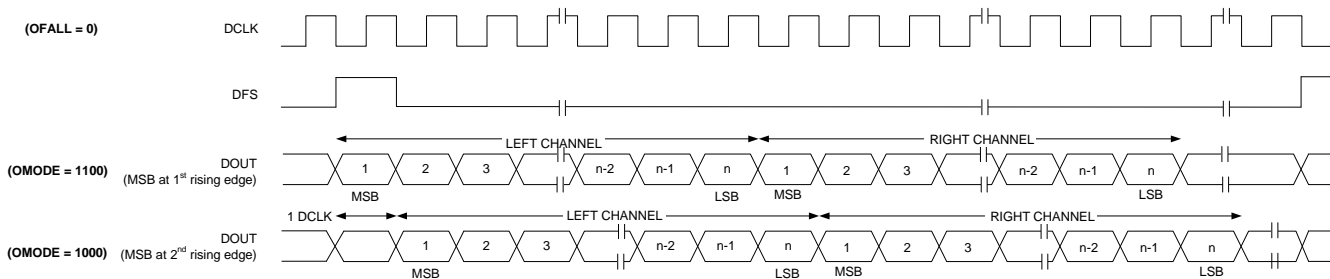 (OFALL = 0) DCLK
DFS
LEFT CHANNEL RIGHT CHANNEL
(OMODE = 1100) DOUT 1 2 3 n-2 n-1 n 1 2 3 n-2 n-1 n
(MSB at 1st rising edge)
MSB LSB MSB LSB
1 DCLK LEFT CHANNEL RIGHT CHANNEL
(OMODE = 1000) DOUT 1 2 3 n-2 n-1 n 1 2 3 n-2 n-1 n
(MSB at 2nd rising edge)
MSB LSB MSB LSB